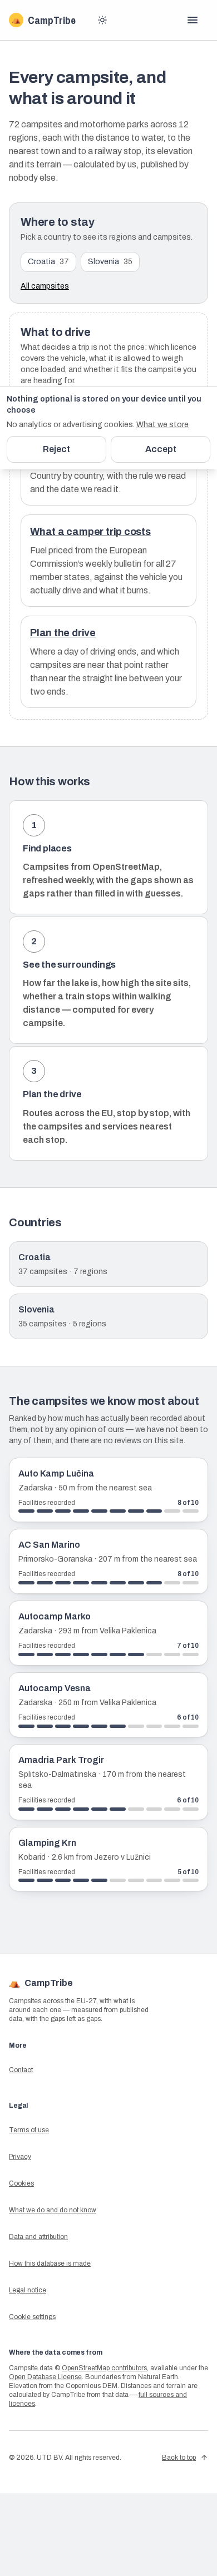 CampTribe
Every campsite, and
what is around it
72 campsites and motorhome parks across 12
regions, each with the distance to water, to the
nearest town and to a railway stop, its elevation
and its terrain — calculated by us, published by
nobody else.
Where to stay
Pick a country to see its regions and campsites.
Croatia 37
Slovenia 35
All campsites
What to drive
What decides a trip is not the price: which licence
covers the vehicle, what it is allowed to weigh
once loaded, and whether it fits the campsite you
are heading for.
Nothing optional is stored on your device until you
choose
No analytics or advertising cookies. What we store
Reject
Accept
Country by country, with the rule we read
and the date we read it.
What a camper trip costs
Fuel priced from the European
Commission's weekly bulletin for all 27
member states, against the vehicle you
actually drive and what it burns.
Plan the drive
Where a day of driving ends, and which
campsites are near that point rather
than near the straight line between your
two ends.
How this works
1
Find places
Campsites from OpenStreetMap,
refreshed weekly, with the gaps shown as
gaps rather than filled in with guesses.
2
See the surroundings
How far the lake is, how high the site sits,
whether a train stops within walking
distance — computed for every
campsite.
3
Plan the drive
Routes across the EU, stop by stop, with
the campsites and services nearest
each stop.
Countries
Croatia
37 campsites · 7 regions
Slovenia
35 campsites · 5 regions
The campsites we know most about
Ranked by how much has actually been recorded about
them, not by any opinion of ours — we have not been to
any of them, and there are no reviews on this site.
Auto Kamp Lučina
Zadarska · 50 m from the nearest sea
Facilities recorded 8 of 10
AC San Marino
Primorsko-Goranska · 207 m from the nearest sea
Facilities recorded 8 of 10
Autocamp Marko
Zadarska · 293 m from Velika Paklenica
Facilities recorded 7 of 10
Autocamp Vesna
Zadarska · 250 m from Velika Paklenica
Facilities recorded 6 of 10
Amadria Park Trogir
Splitsko-Dalmatinska · 170 m from the nearest
sea
Facilities recorded 6 of 10
Glamping Krn
Kobarid · 2.6 km from Jezero v Lužnici
Facilities recorded 5 of 10
CampTribe
Campsites across the EU-27, with what is
around each one — measured from published
data, with the gaps left as gaps.
More
Contact
Legal
Terms of use
Privacy
Cookies
What we do and do not know
Data and attribution
How this database is made
Legal notice
Cookie settings
Where the data comes from
Campsite data © OpenStreetMap contributors, available under the
Open Database License. Boundaries from Natural Earth.
Elevation from the Copernicus DEM. Distances and terrain are
calculated by CampTribe from that data — full sources and
licences.
© 2026. UTD BV. All rights reserved.
Back to top